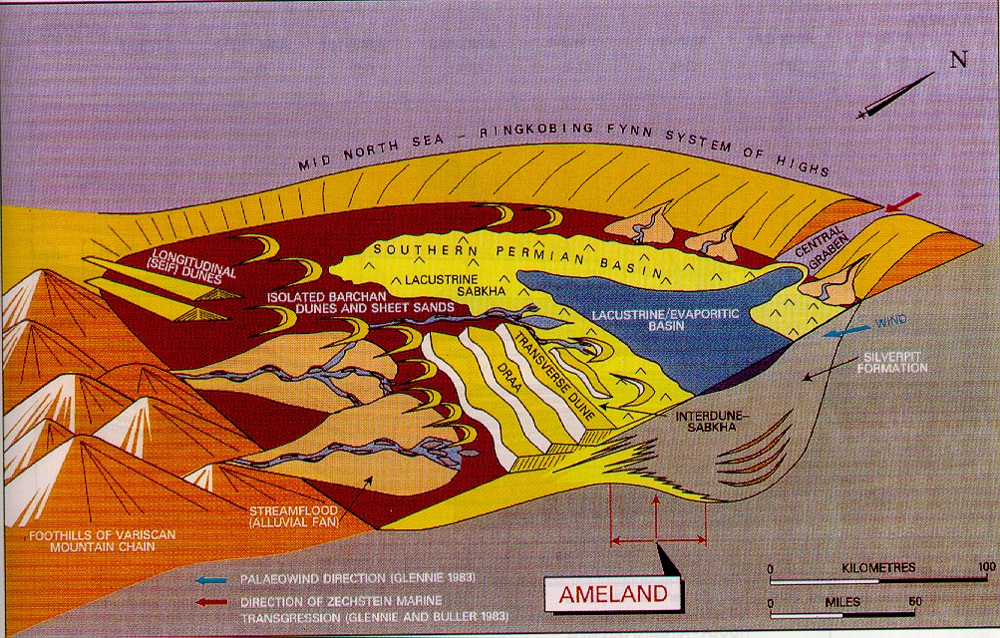 N
MID NORTH SEA – RINGKOBING FYNN SYSTEM OF HIGHS
CENTRAL
GRABEN
LONGITUDINAL
(SEIF) DUNES
SOUTHERN PERMIAN BASIN
LACUSTRINE
SABKHA
ISOLATED BARCHAN
DUNES AND SHEET SANDS
LACUSTRINE/EVAPORITIC
BASIN
WIND
SILVERPIT
FORMATION
TRANSVERSE DUNE
DRAA
INTERDUNE–
SABKHA
STREAMFLOOD
(ALLUVIAL FAN)
FOOTHILLS OF VARISCAN
MOUNTAIN CHAIN
PALAEOWIND DIRECTION (GLENNIE 1983)
DIRECTION OF ZECHSTEIN MARINE
TRANSGRESSION (GLENNIE AND BULLER 1983)
AMELAND
0 KILOMETRES 100
0 MILES 50